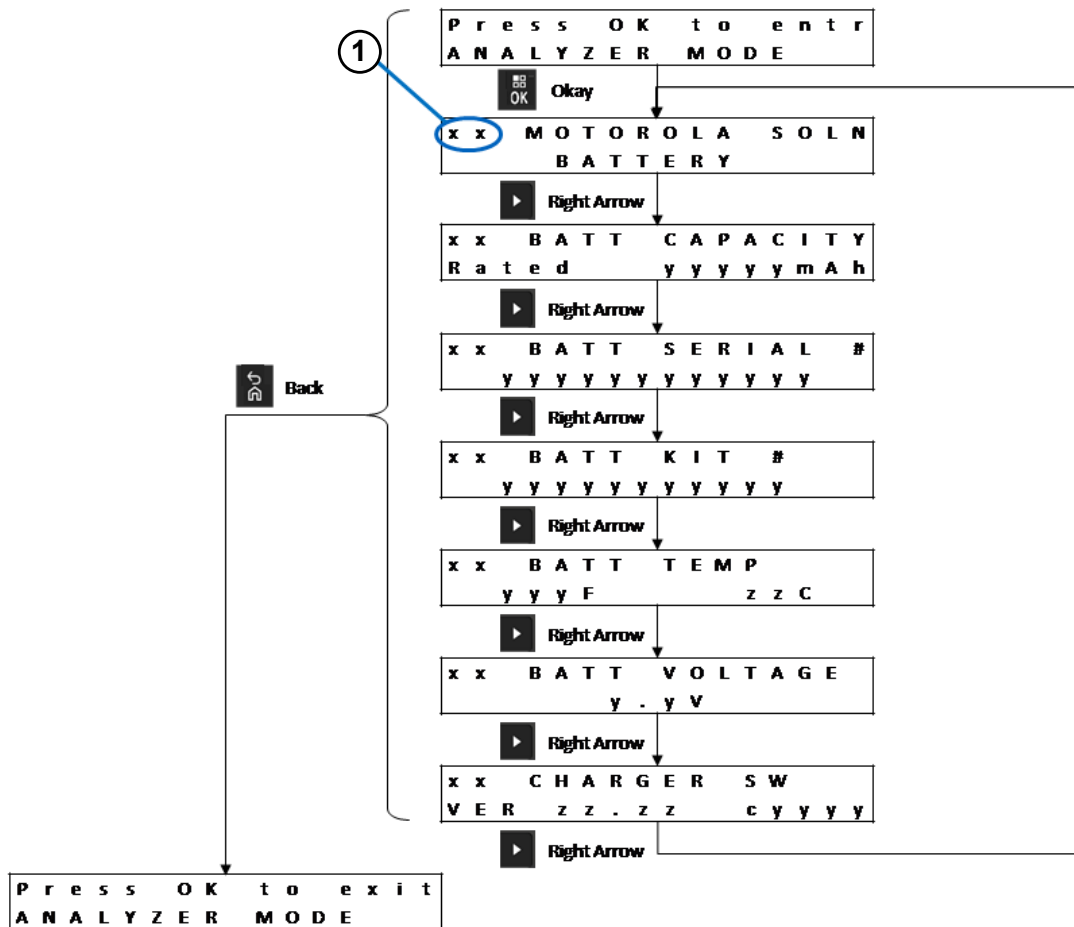 Press OK to entr
ANALYZER MODE
1
OK Okay
xx MOTOROLA SOLN
BATTERY
Right Arrow
xx BATT CAPACITY
Rated yyyyymAh
Right Arrow
xx BATT SERIAL #
yyyyyyyyyyyy
Right Arrow
Back
xx BATT KIT #
yyyyyyyyyyy
Right Arrow
xx BATT TEMP
yyyF zzC
Right Arrow
xx BATT VOLTAGE
y.yV
Right Arrow
xx CHARGER SW
VER zz.zz cyyyy
Right Arrow
Press OK to exit
ANALYZER MODE